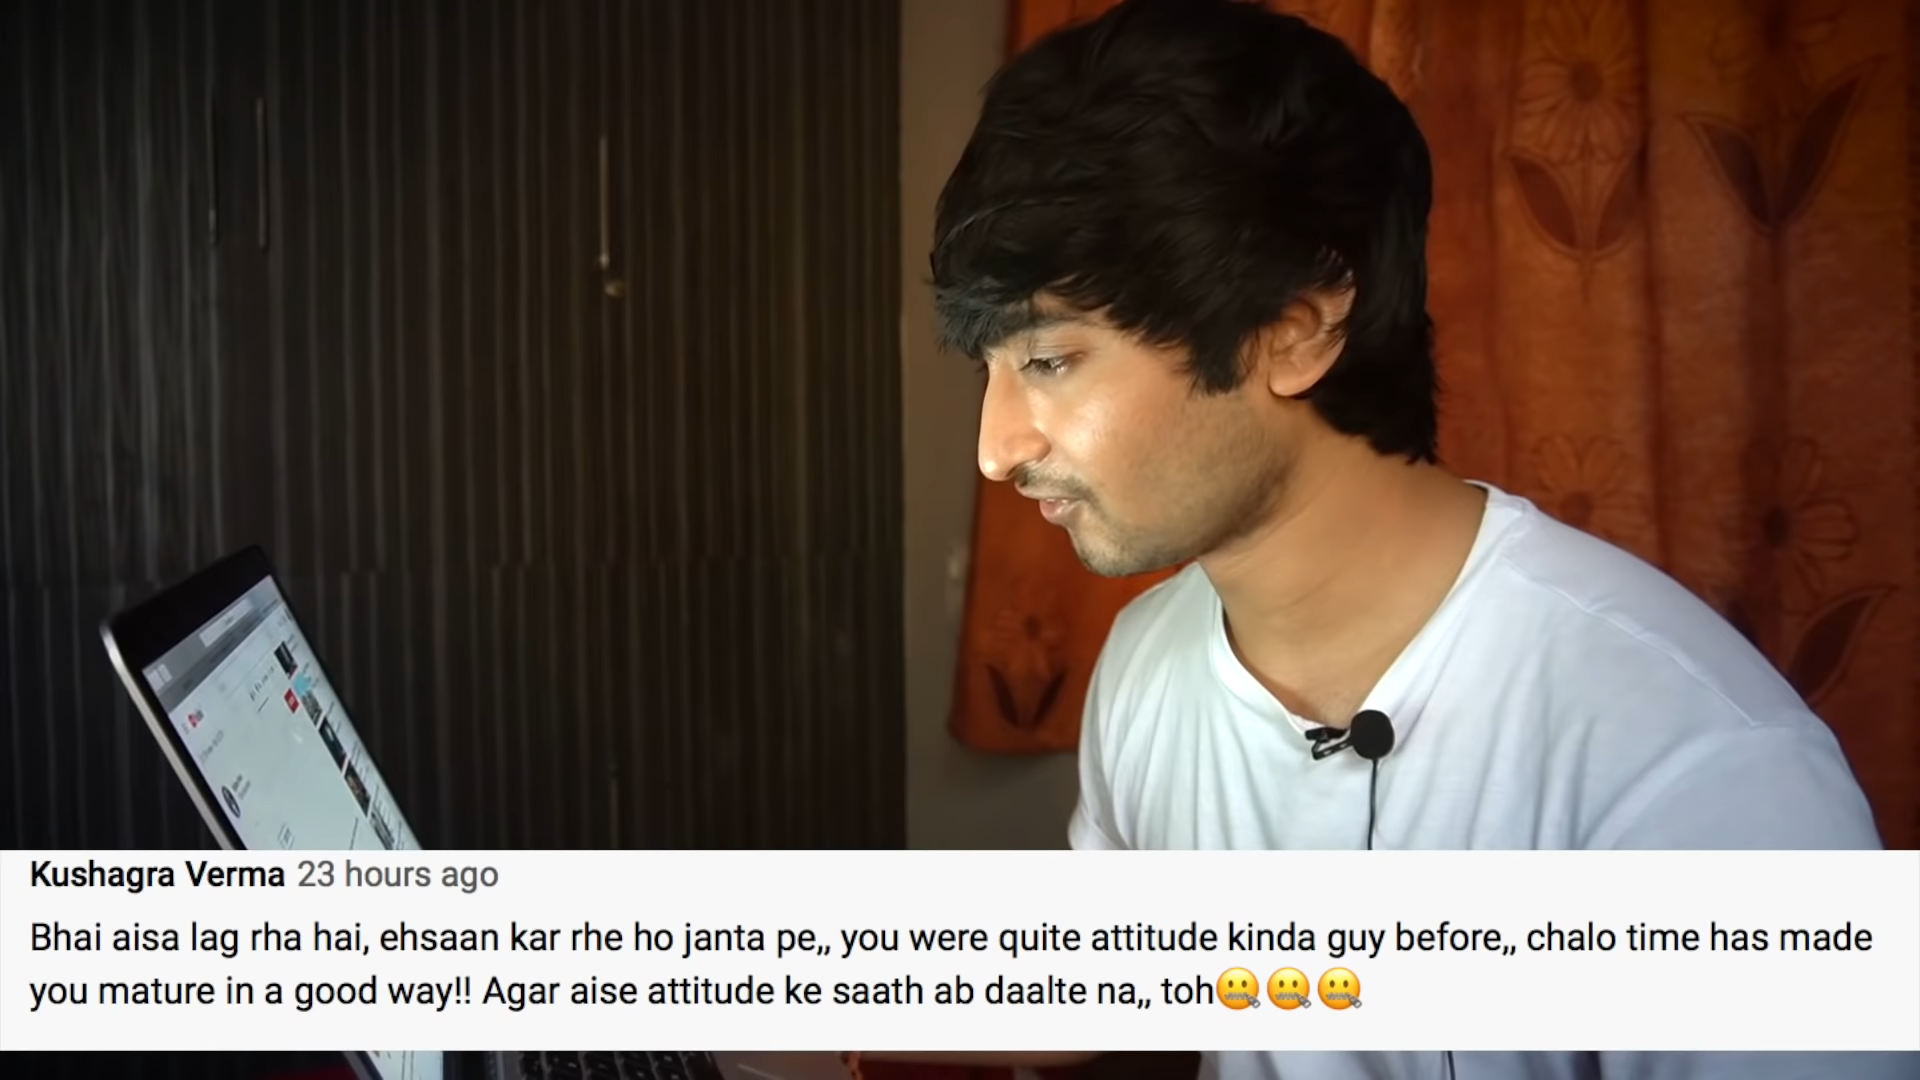 Kushagra Verma 23 hours ago
Bhai aisa lag rha hai, ehsaan kar rhe ho janta pe,, you were quite attitude kinda guy before,, chalo time has made
you mature in a good way!! Agar aise attitude ke saath ab daalte na,, toh🤐🤐🤐